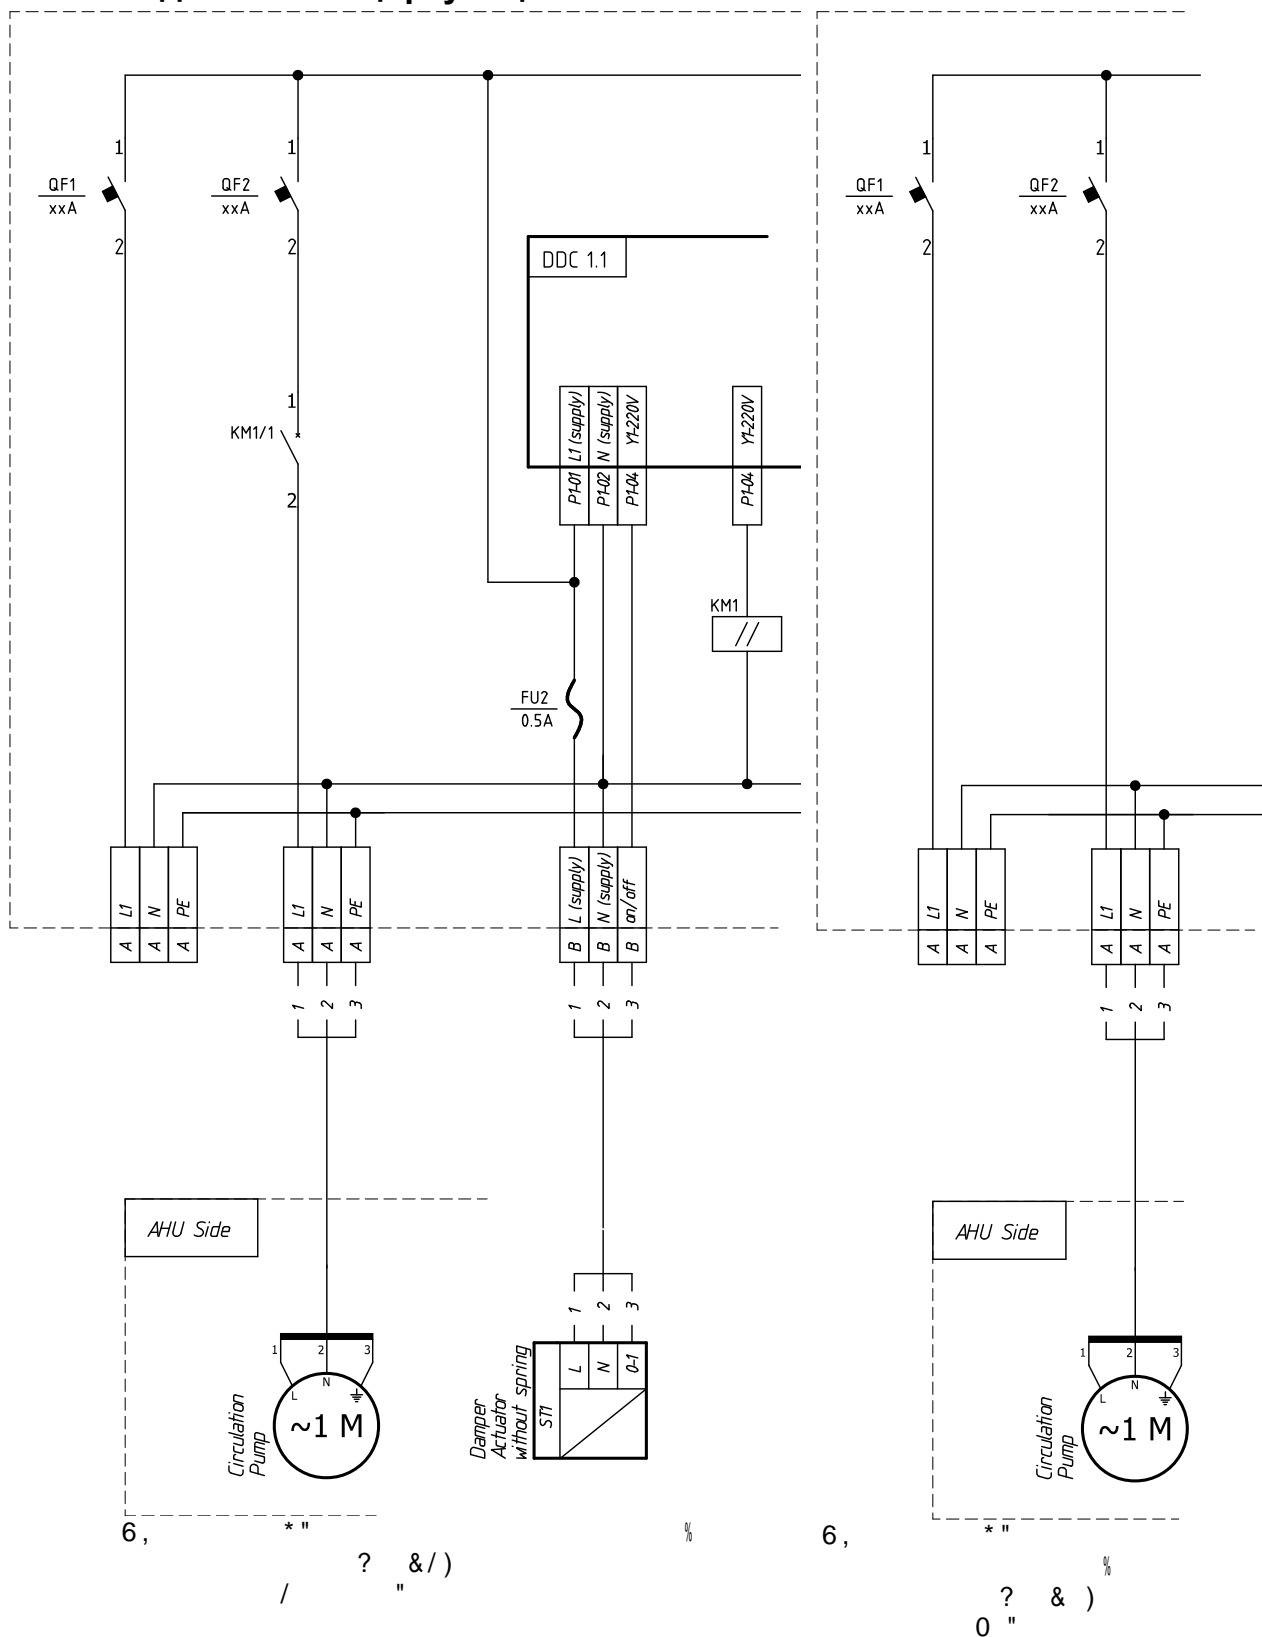 1
1
QF1
xxA
QF2
xxA
2
2
DDC 1.1
1
KM1/1
2
L1 (supply)
N (supply)
Y1-220V
Y1-220V
P1-01
P1-02
P1-04
P1-04
KM1
FU2
0.5A
L1
N
PE
L1
N
PE
L (supply)
N (supply)
on/off
A
A
A
A
A
A
B
B
B
1
2
3
1
2
3
AHU Side
1
2
3
L
N
~1 M
Circulation
Pump
1
2
3
L
N
0-1
ST1
Damper
Actuator
without spring
6,
*"
%
? &/)
/ "
1
1
QF1
xxA
QF2
xxA
2
2
L1
N
PE
L1
N
PE
A
A
A
A
A
A
1
2
3
AHU Side
1
2
3
L
N
~1 M
Circulation
Pump
6,
*"
%
? & )
0 "